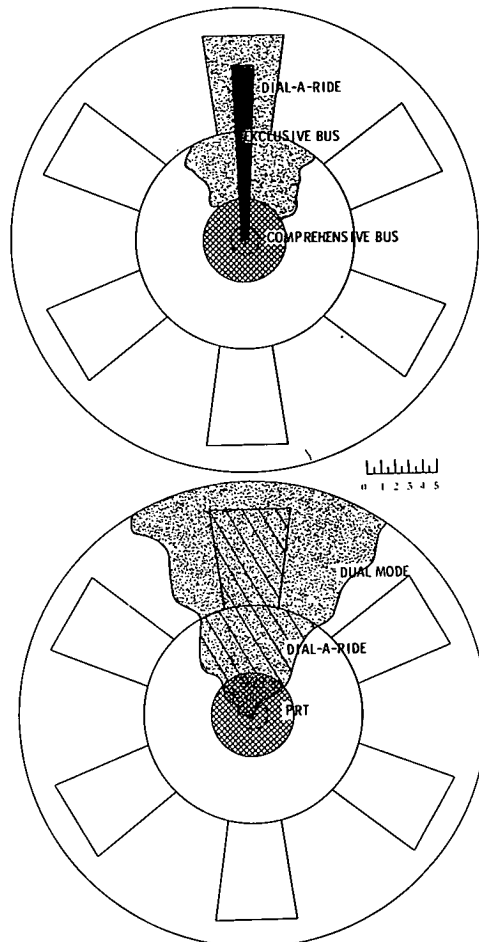 DIAL-A-RIDE
EXCLUSIVE BUS
COMPREHENSIVE BUS
0 1 2 3 4 5
DUAL MODE
DIAL-A-RIDE
PRT